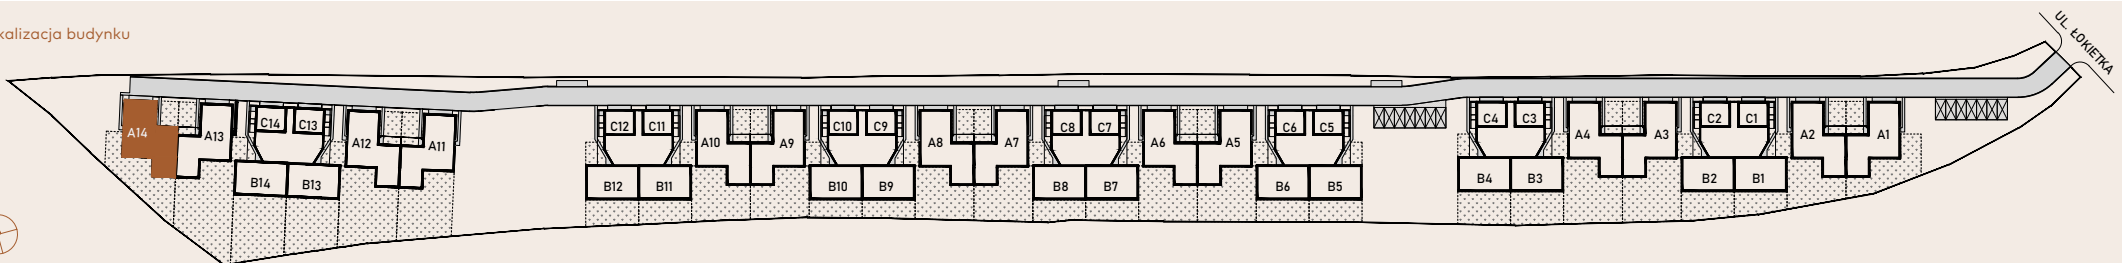 kalizacja budynku
UL. ŁOKIETKA
A14
A13
C14
C13
A12
A11
B14
B13
C12
C11
A10
A9
C10
C9
A8
A7
C8
C7
A6
A5
C6
C5
B12
B11
B10
B9
B8
B7
B6
B5
C4
C3
A4
A3
C2
C1
A2
A1
B4
B3
B2
B1